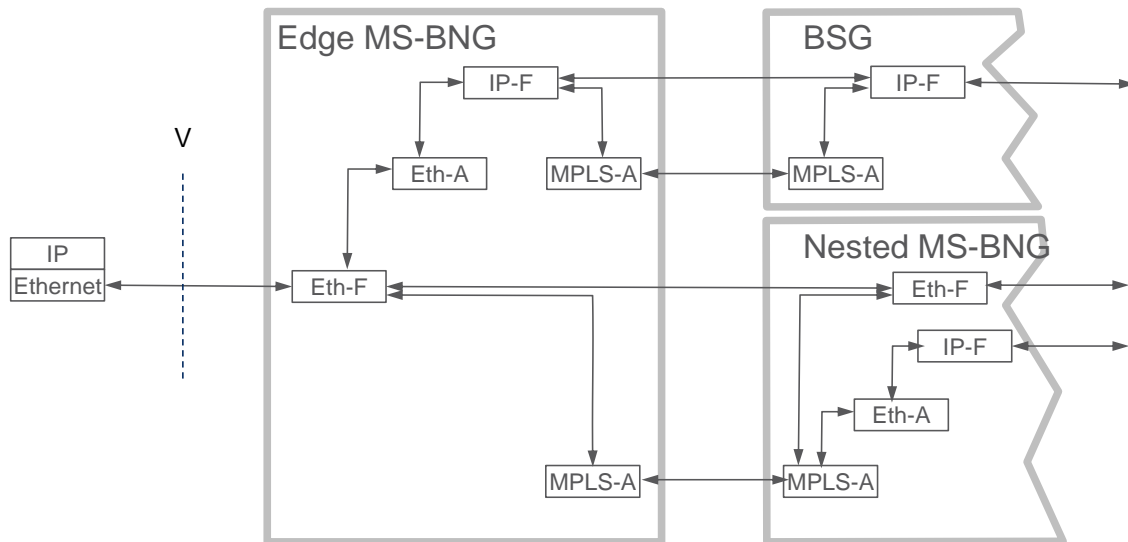 Edge MS-BNG
BSG
IP-F
IP-F
V
Eth-A
MPLS-A
MPLS-A
Nested MS-BNG
IP
Ethernet
Eth-F
Eth-F
IP-F
Eth-A
MPLS-A
MPLS-A